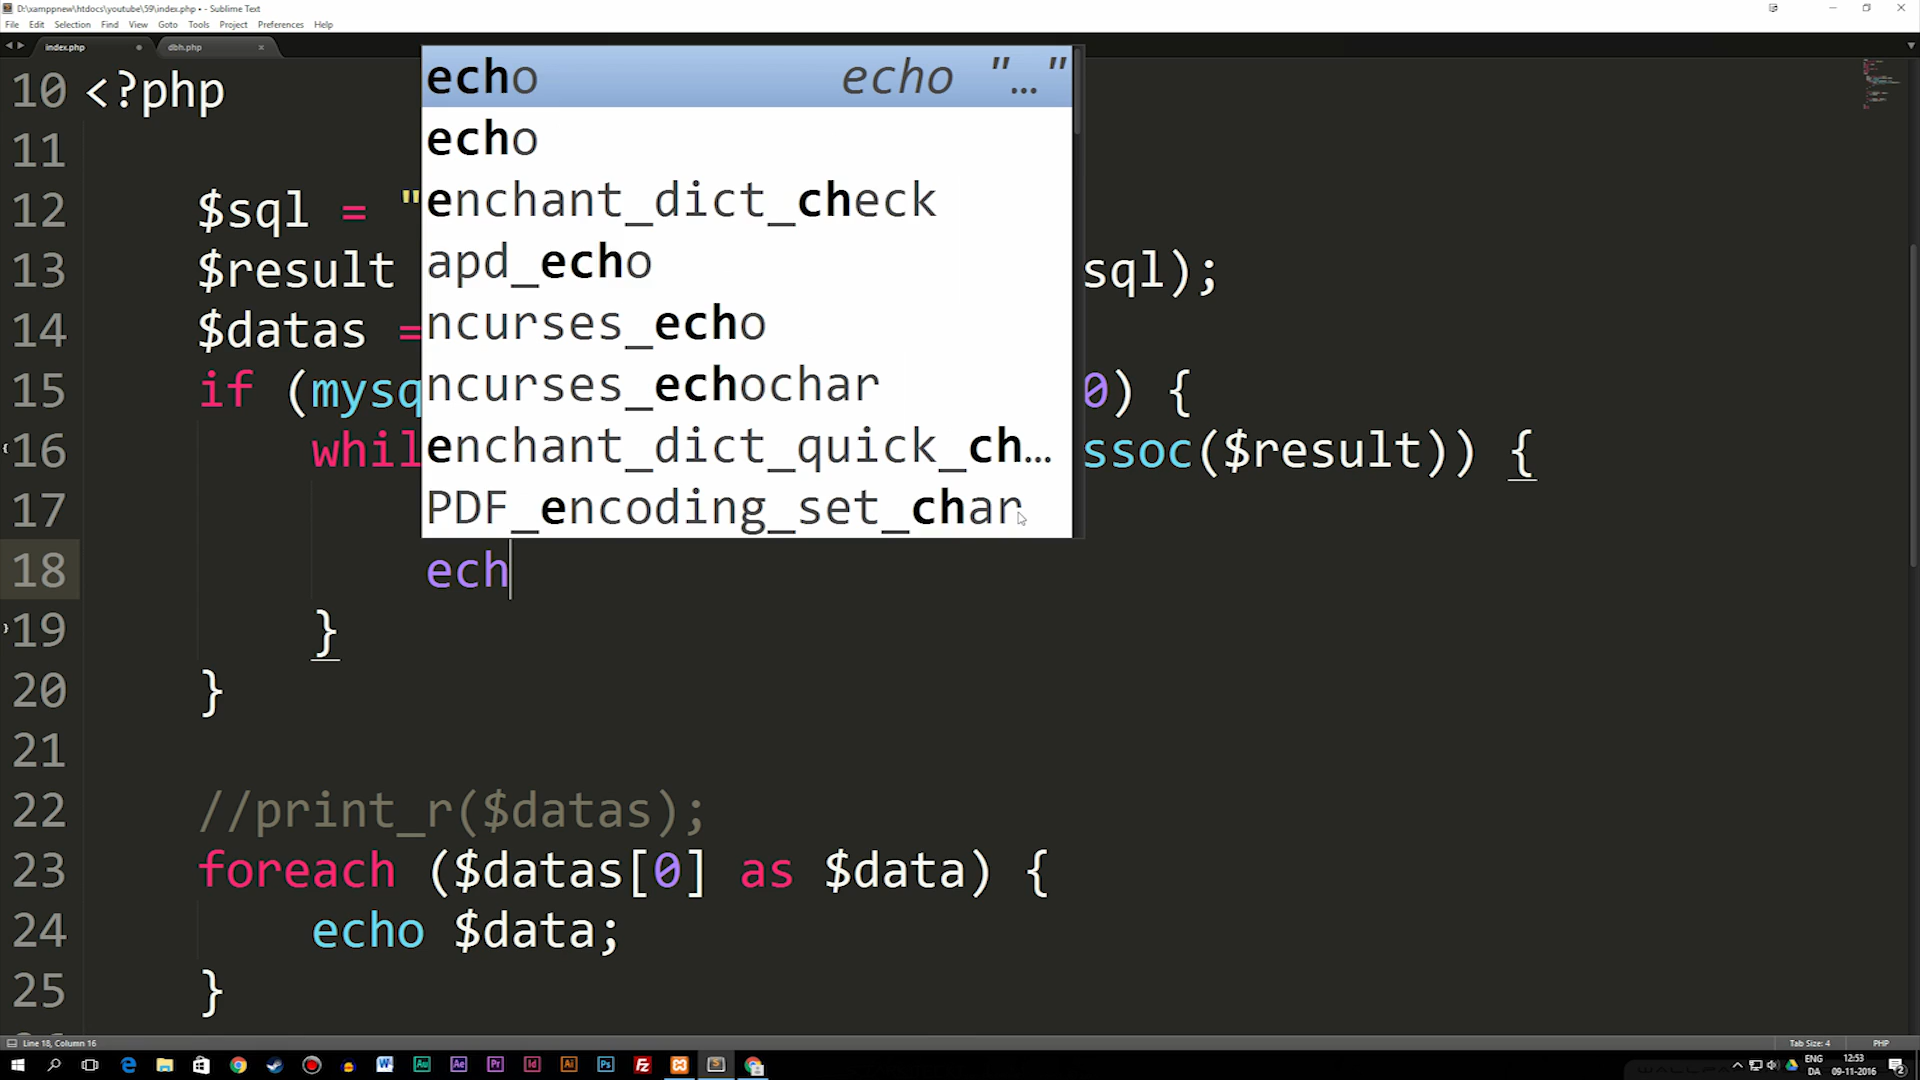 D:\xamppnew\htdocs\youtube\59\index.php • - Sublime Text
File Edit Selection Find View Goto Tools Project Preferences Help
index.php dbh.php
10 <?php
echo echo "…"
11
echo
12 $sql = "
enchant_dict_check
13 $result sql);
apd_echo
14 $datas =
ncurses_echo
15 if (mysq 0) {
ncurses_echochar
16 whil ssoc($result)) {
enchant_dict_quick_ch…
17
PDF_encoding_set_char
18 ech
19 }
20 }
21
22 //print_r($datas);
23 foreach ($datas[0] as $data) {
24 echo $data;
25 }
Line 18, Column 16 Tab Size: 4 PHP
ENG 12:53
DA 09-11-2016